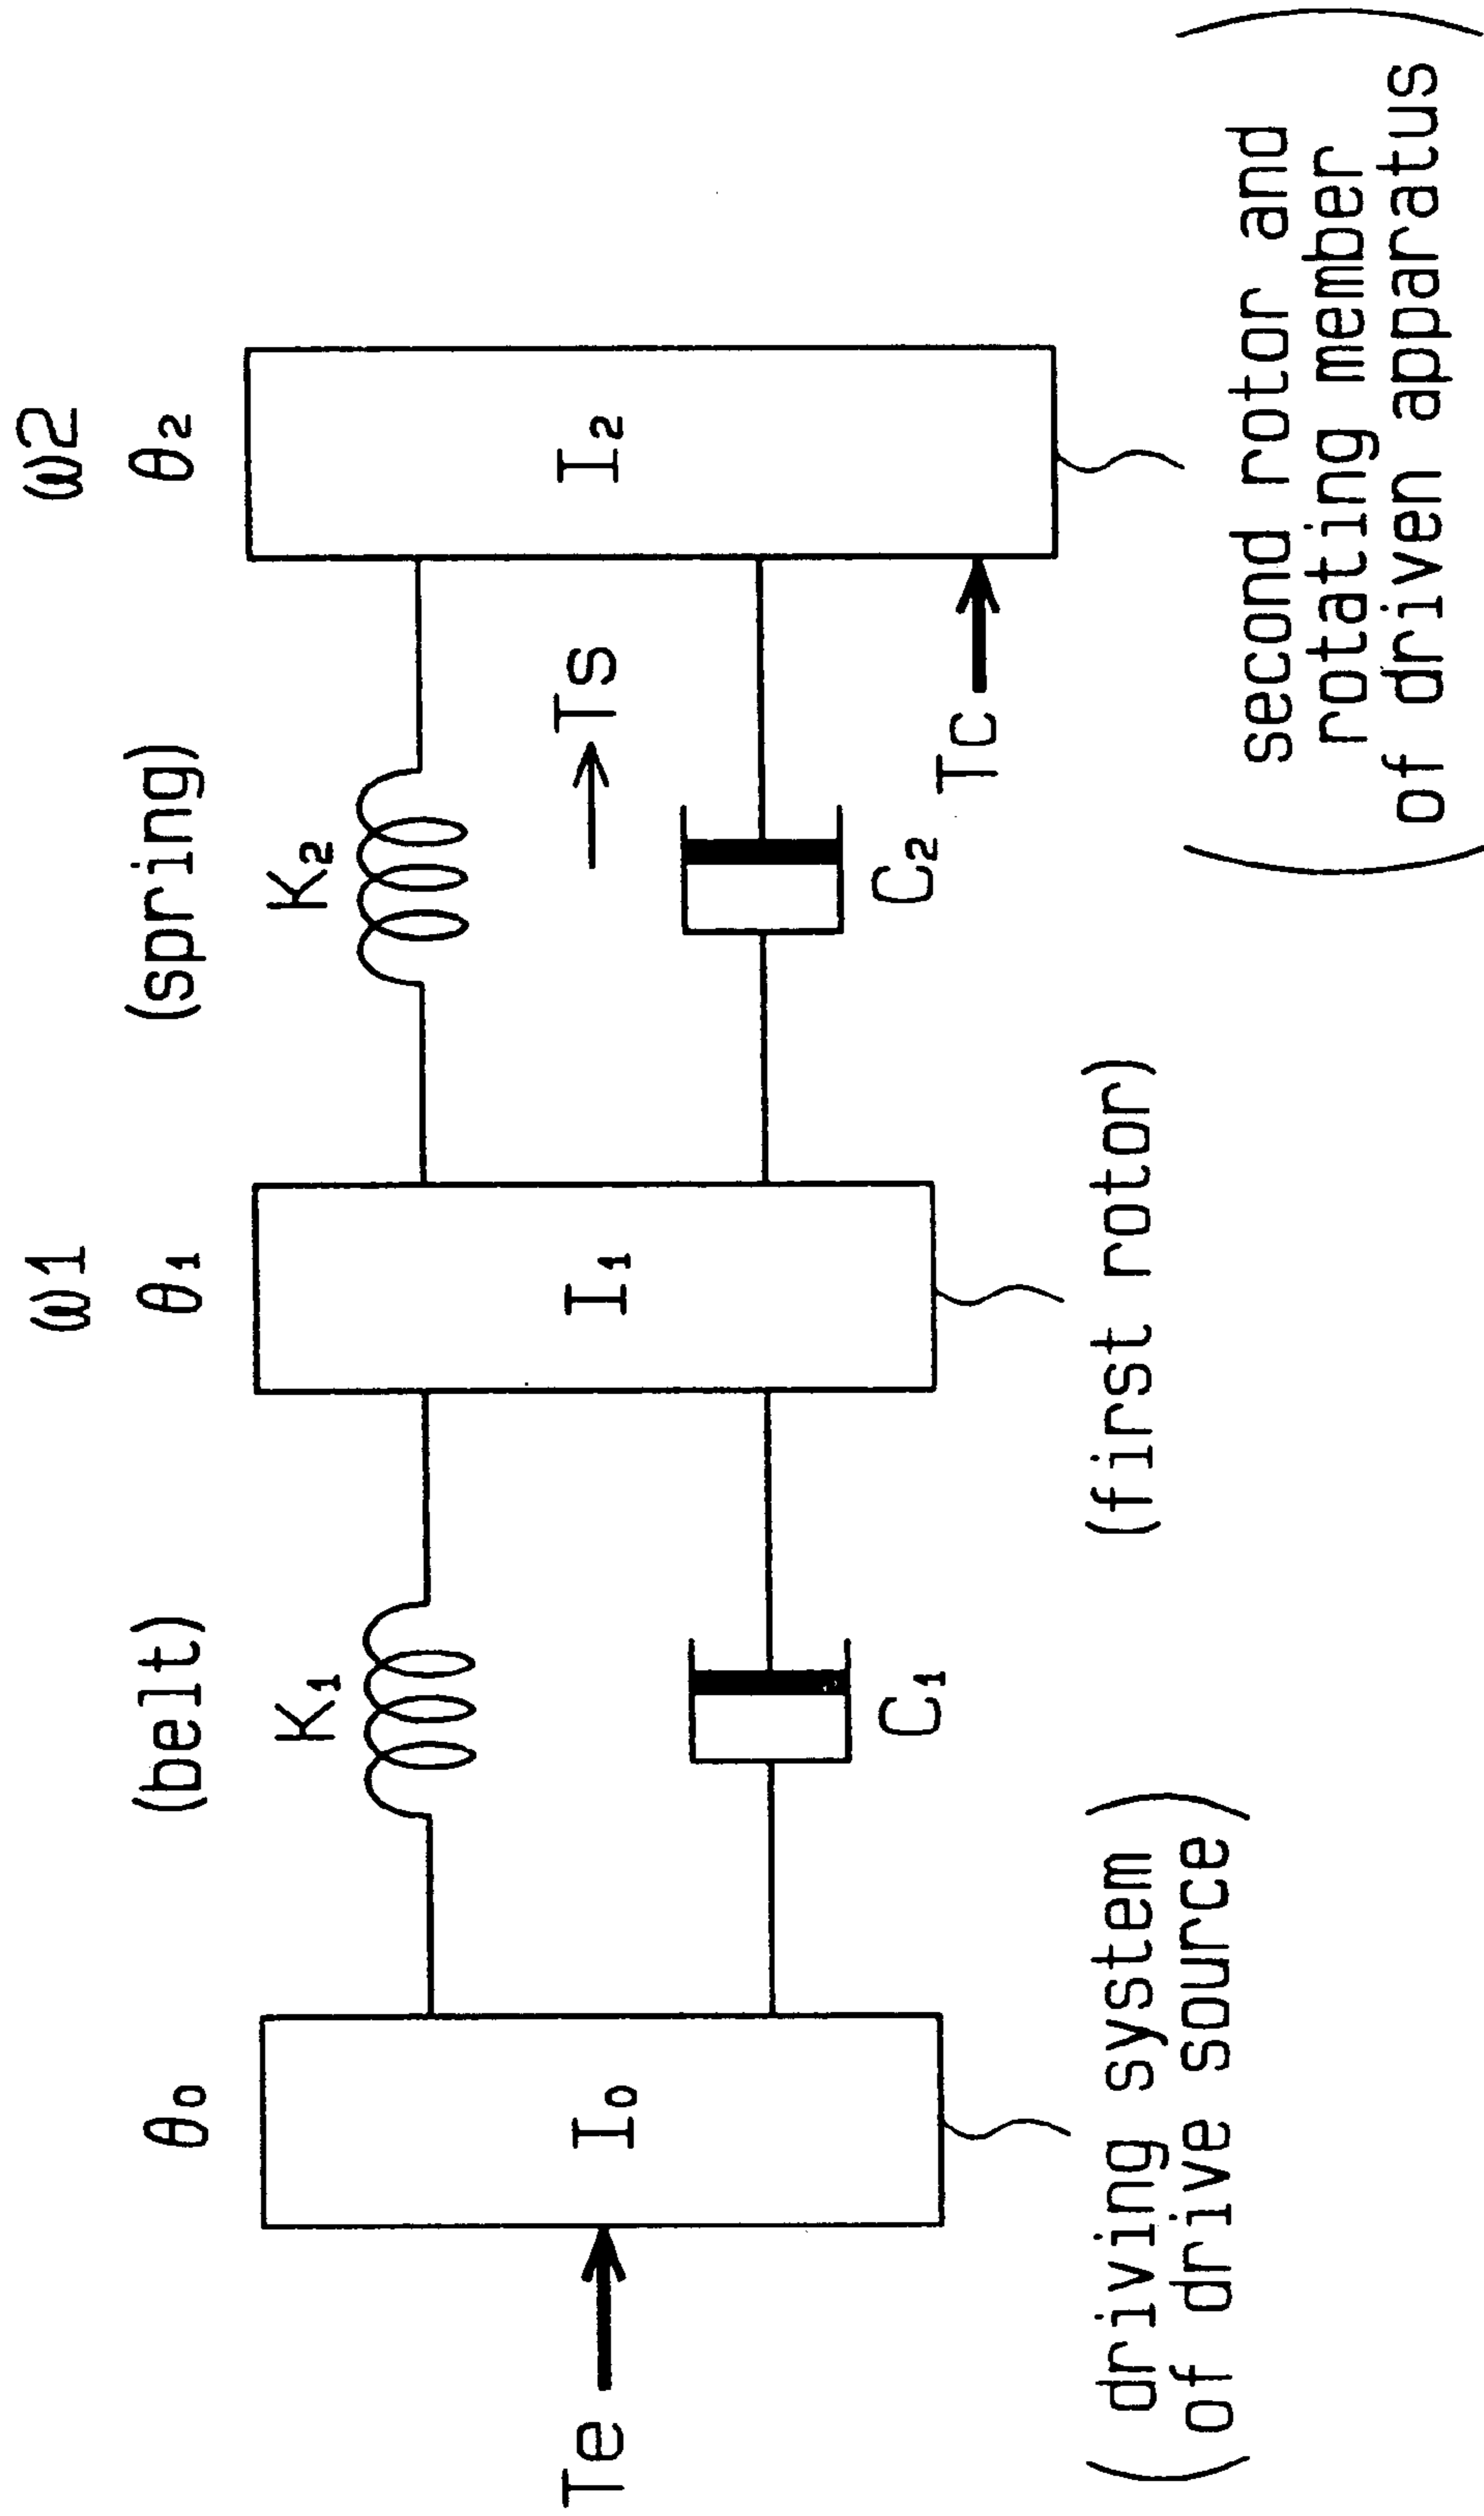 ω2
ω1
θ₀
(belt)
θ₁
(spring)
θ₂
K₁
K₂
Te
I₀
I₁
Ts
I₂
C₁
C₂
Tc
(driving system
of drive source)
(first rotor)
(second rotor and
rotating member
of driven apparatus)